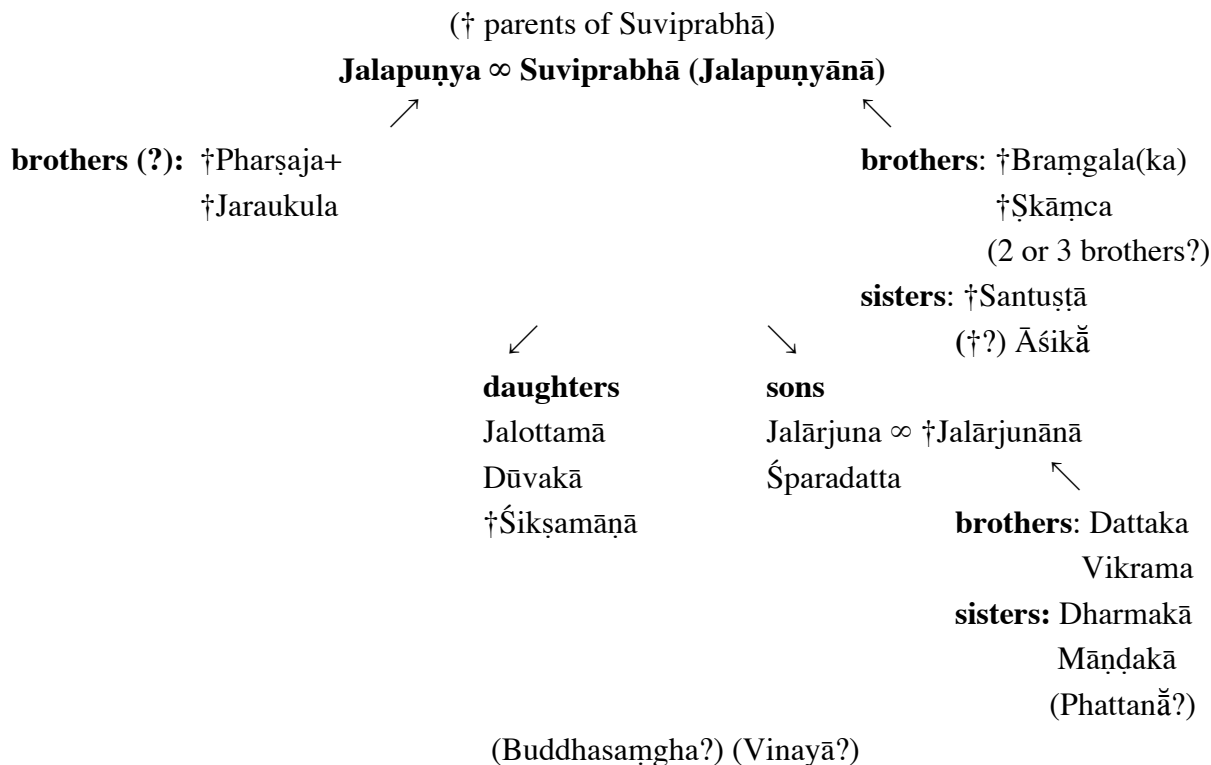 († parents of Suviprabhā)
Jalapuṇya ∞ Suviprabhā (Jalapuṇyānā)
brothers (?): †Pharṣaja+ brothers: †Braṃgala(ka)
†Jaraukula †Ṣkāṃca
(2 or 3 brothers?)
sisters: †Santuṣṭā
(†?) Āśikā̆
daughters sons
Jalottamā Jalārjuna ∞ †Jalārjunānā
Dūvakā Śparadatta
†Śikṣamāṇā brothers: Dattaka
Vikrama
sisters: Dharmakā
Māṇḍakā
(Phattanā̆?)
(Buddhasaṃgha?) (Vinayā?)